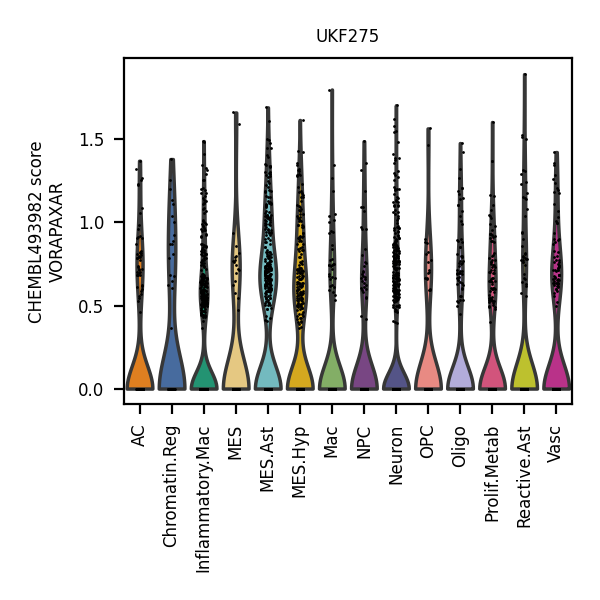 UKF275
CHEMBL493982 score
VORAPAXAR
1.5
1.0
0.5
0.0
AC
Chromatin.Reg
Inflammatory.Mac
MES
MES.Ast
MES.Hyp
Mac
NPC
Neuron
OPC
Oligo
Prolif.Metab
Reactive.Ast
Vasc